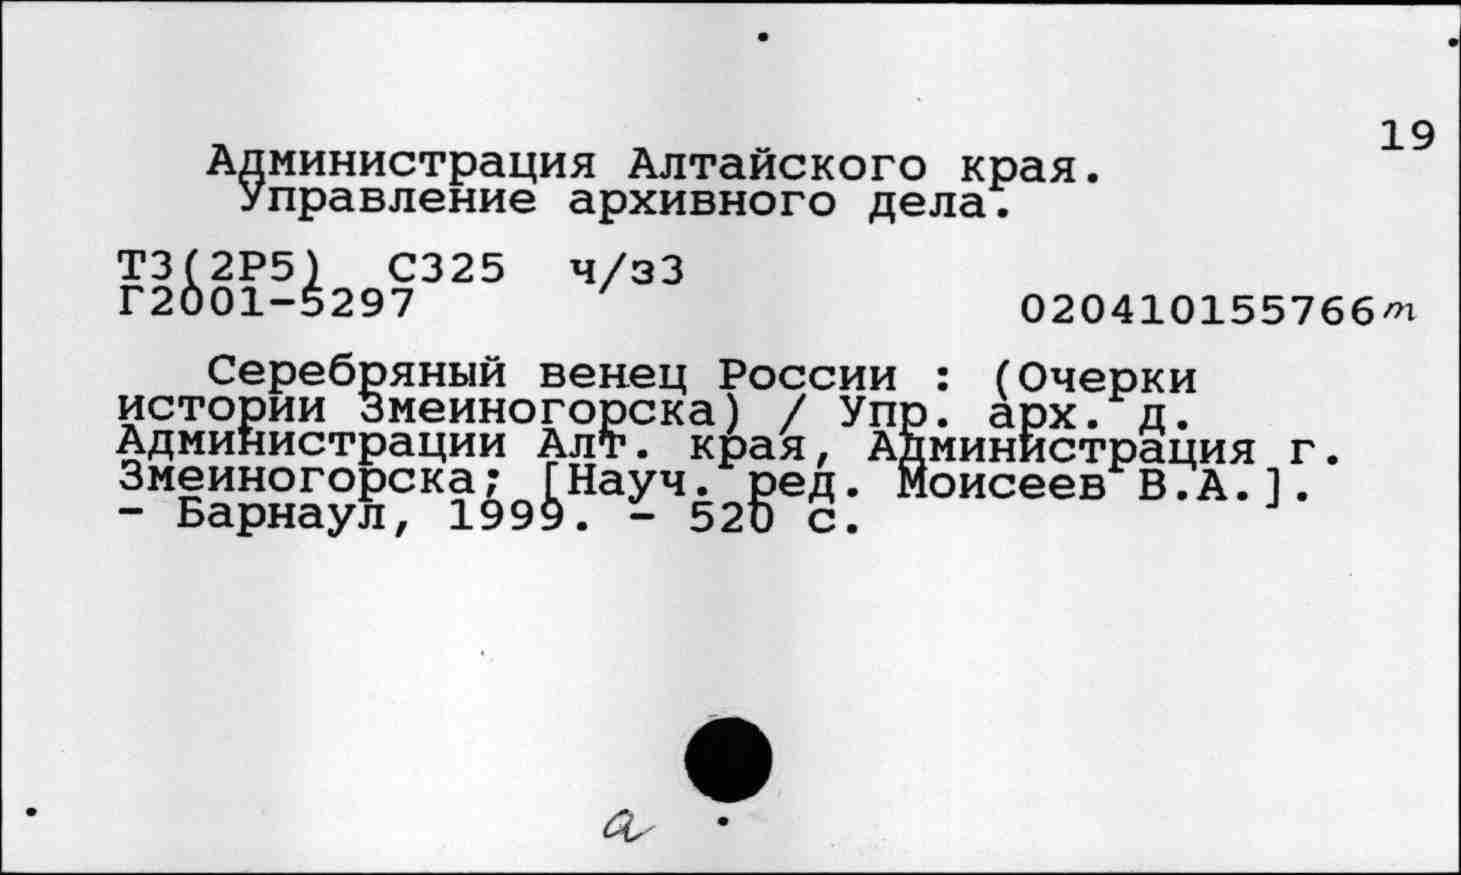 19
Администрация Алтайского края.
Управление архивного дела.
Т3(2Р5) С325 ч/з3
Г2001-5297
020410155766т
Серебряный венец России : (Очерки
истории Змеиногорска) / Упр. арх. д.
Администрации Алт. края, Администрация г.
Змеиногорска; [Науч. ред. Моисеев В.А.].
- Барнаул, 1999. - 520 с.
а